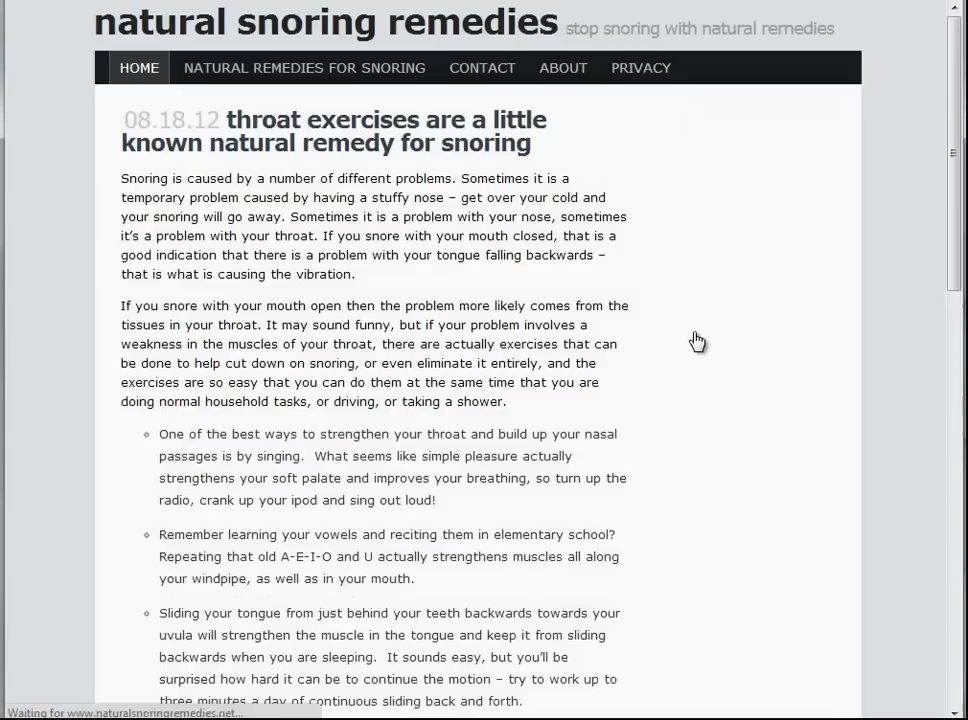 natural snoring remedies stop snoring with natural remedies
HOME NATURAL REMEDIES FOR SNORING CONTACT ABOUT PRIVACY
08.18.12 throat exercises are a little
known natural remedy for snoring
Snoring is caused by a number of different problems. Sometimes it is a
temporary problem caused by having a stuffy nose – get over your cold and
your snoring will go away. Sometimes it is a problem with your nose, sometimes
it's a problem with your throat. If you snore with your mouth closed, that is a
good indication that there is a problem with your tongue falling backwards –
that is what is causing the vibration.
If you snore with your mouth open then the problem more likely comes from the
tissues in your throat. It may sound funny, but if your problem involves a
weakness in the muscles of your throat, there are actually exercises that can
be done to help cut down on snoring, or even eliminate it entirely, and the
exercises are so easy that you can do them at the same time that you are
doing normal household tasks, or driving, or taking a shower.
One of the best ways to strengthen your throat and build up your nasal
passages is by singing. What seems like simple pleasure actually
strengthens your soft palate and improves your breathing, so turn up the
radio, crank up your ipod and sing out loud!
Remember learning your vowels and reciting them in elementary school?
Repeating that old A-E-I-O and U actually strengthens muscles all along
your windpipe, as well as in your mouth.
Sliding your tongue from just behind your teeth backwards towards your
uvula will strengthen the muscle in the tongue and keep it from sliding
backwards when you are sleeping. It sounds easy, but you'll be
surprised how hard it can be to continue the motion – try to work up to
three minutes a day of continuous sliding back and forth.
Waiting for www.naturalsnoringremedies.net...